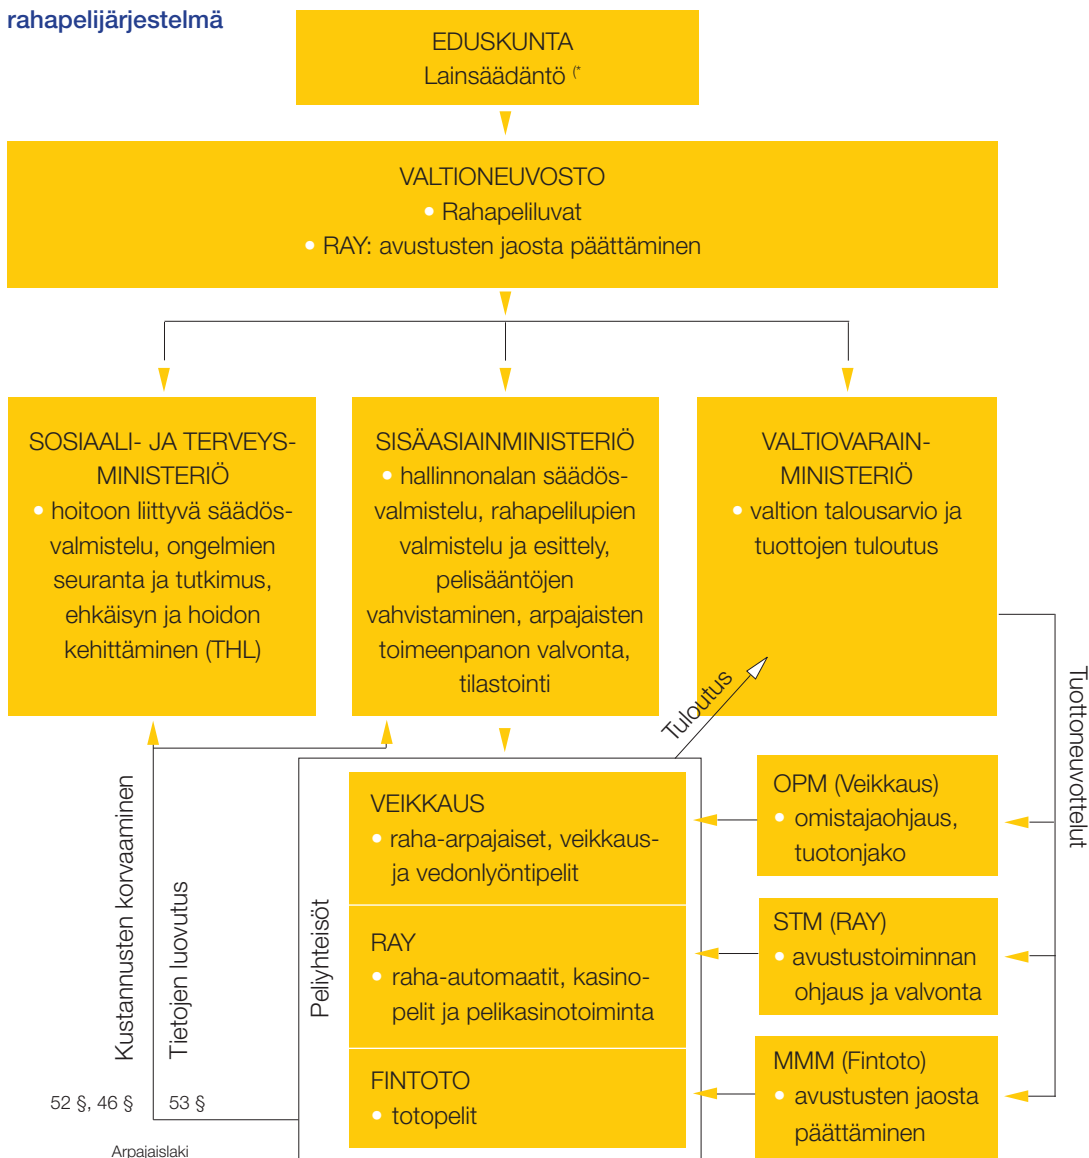 rahapelijärjestelmä
EDUSKUNTA
Lainsäädäntö (*
VALTIONEUVOSTO
• Rahapeliluvat
• RAY: avustusten jaosta päättäminen
SOSIAALI- JA TERVEYS-
MINISTERIÖ
• hoitoon liittyvä säädös-
valmistelu, ongelmien
seuranta ja tutkimus,
ehkäisyn ja hoidon
kehittäminen (THL)
SISÄASIAINMINISTERIÖ
• hallinnonalan säädös-
valmistelu, rahapelilupien
valmistelu ja esittely,
pelisääntöjen
vahvistaminen, arpajaisten
toimeenpanon valvonta,
tilastointi
VALTIOVARAIN-
MINISTERIÖ
• valtion talousarvio ja
tuottojen tuloutus
Tuloutus
Tuottoneuvottelut
Kustannusten korvaaminen
Tietojen luovutus
52 §, 46 §
53 §
Arpajaislaki
Peliyhteisöt
VEIKKAUS
• raha-arpajaiset, veikkaus-
ja vedonlyöntipelit
RAY
• raha-automaatit, kasino-
pelit ja pelikasinotoiminta
FINTOTO
• totopelit
OPM (Veikkaus)
• omistajaohjaus,
tuotonjako
STM (RAY)
• avustustoiminnan
ohjaus ja valvonta
MMM (Fintoto)
• avustusten jaosta
päättäminen